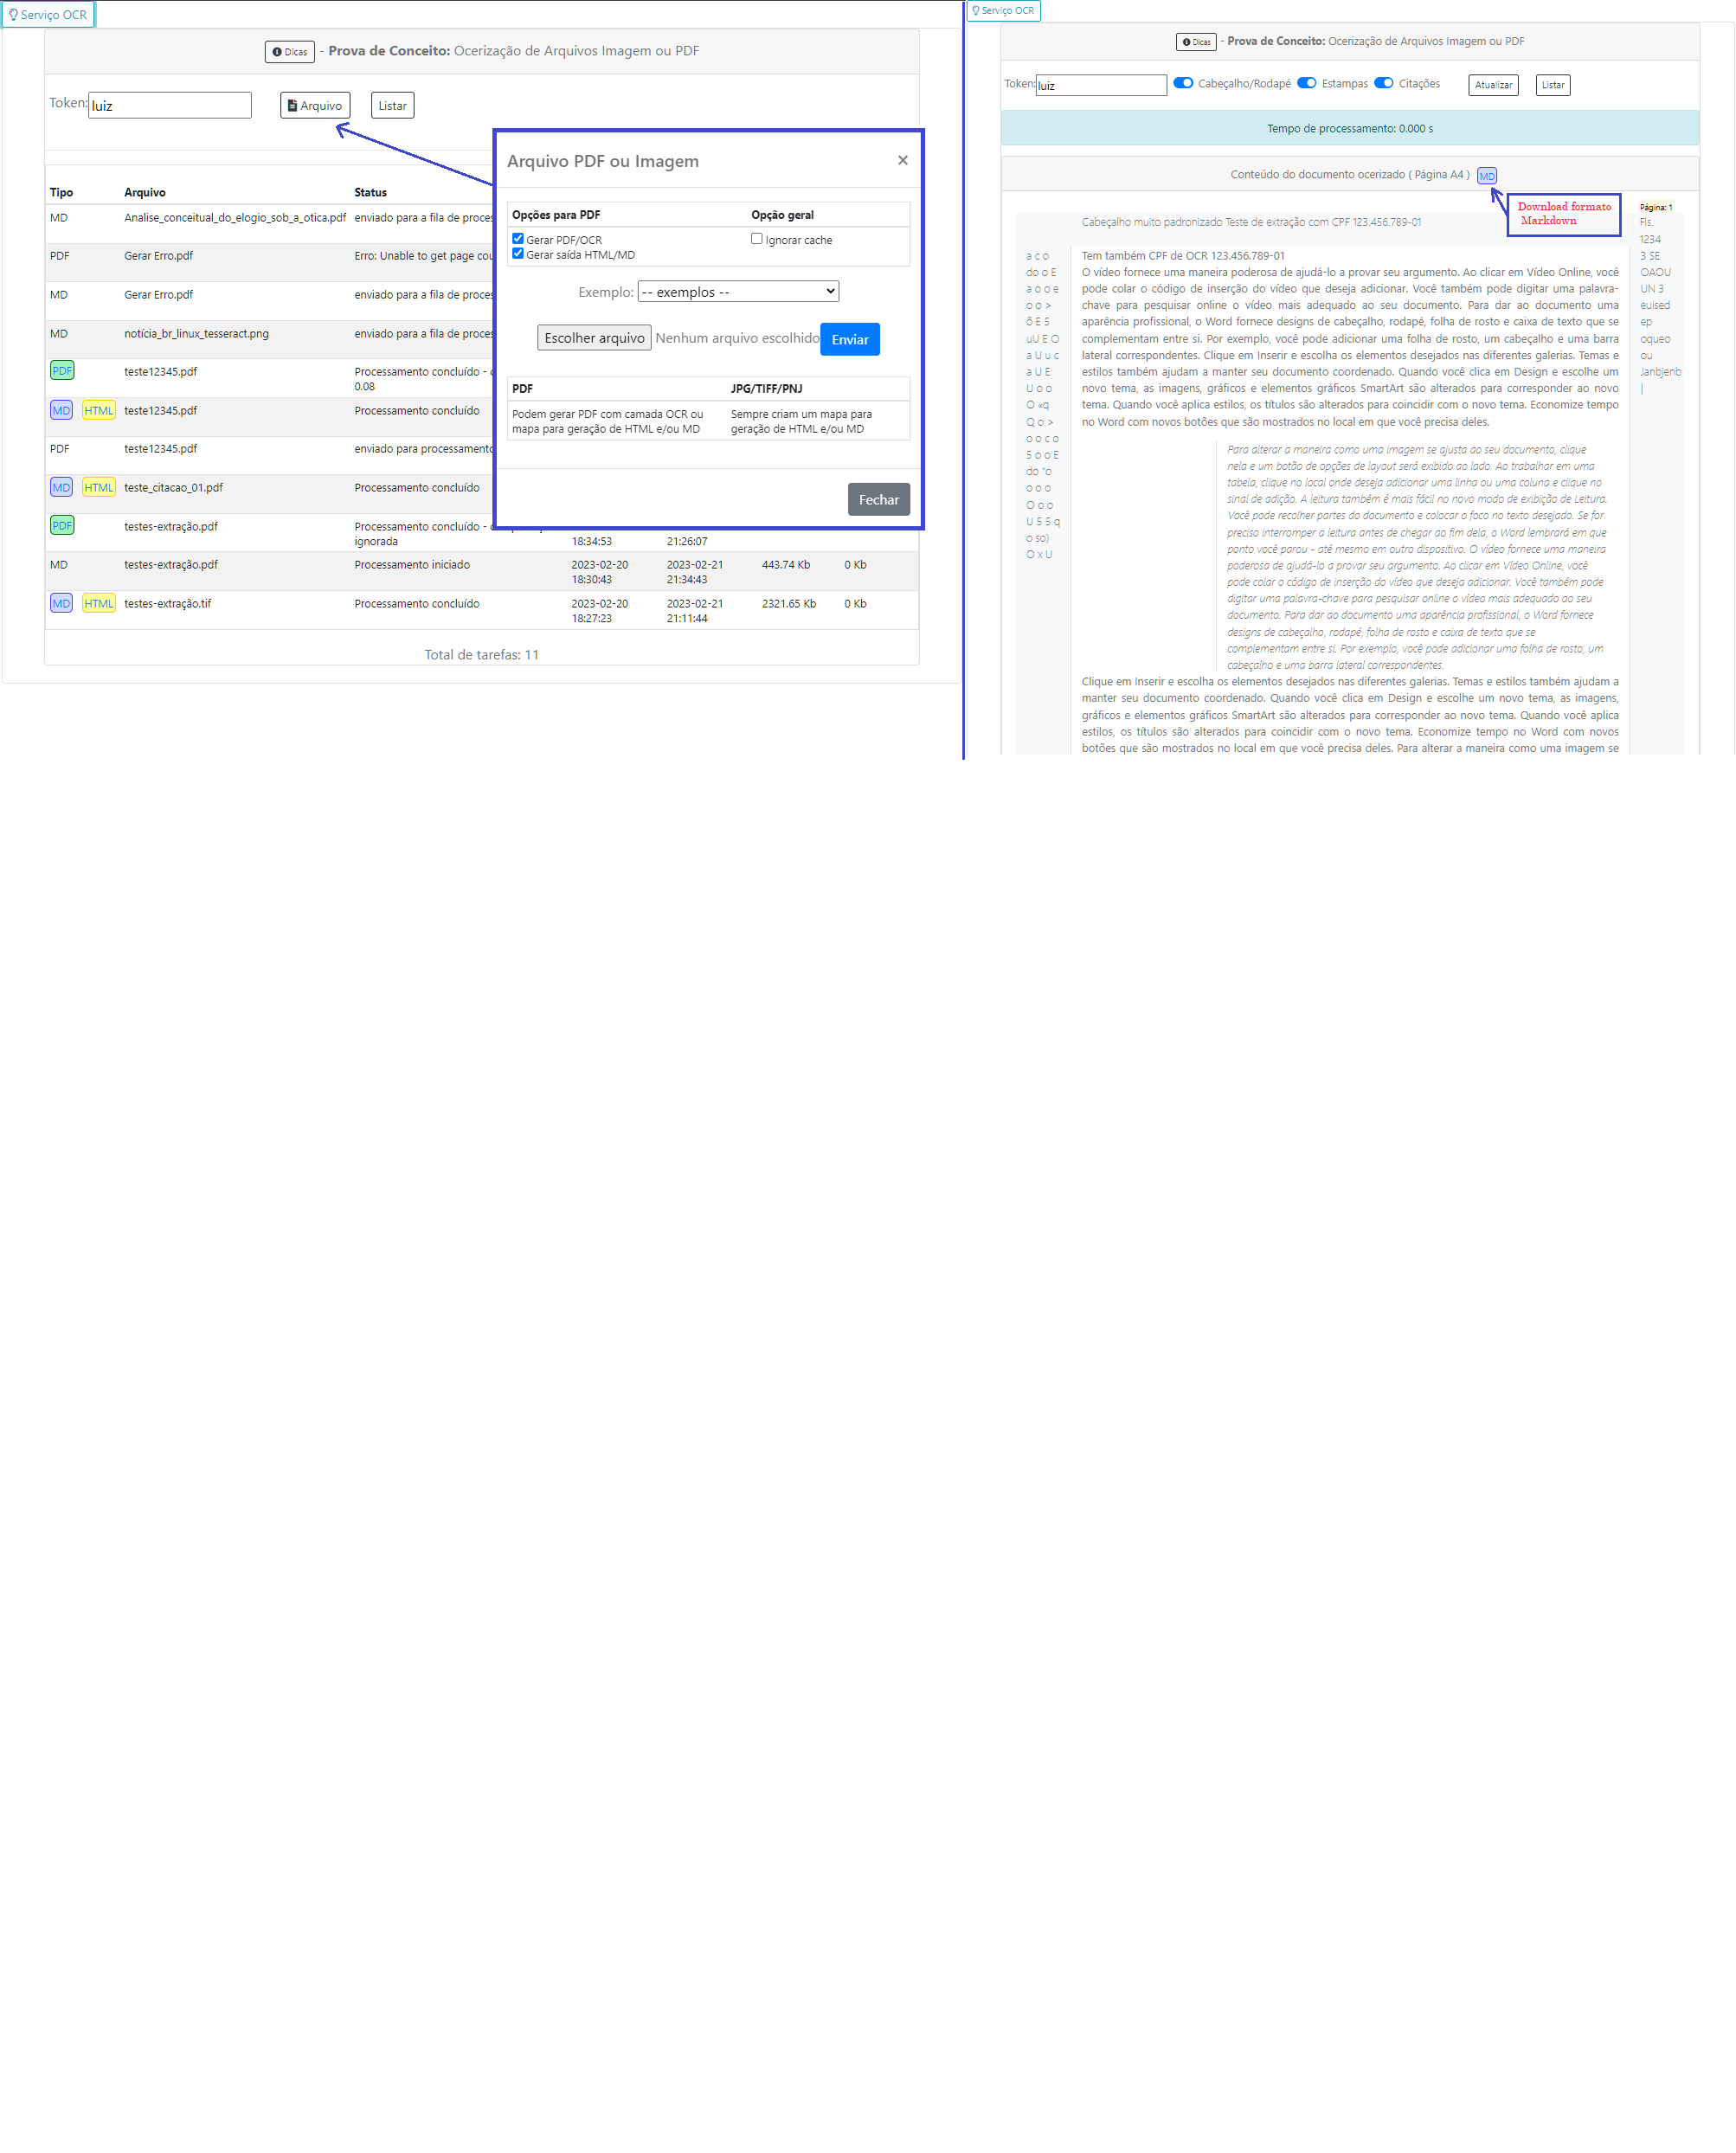 Serviço OCR
Dicas - Prova de Conceito: Ocerização de Arquivos Imagem ou PDF
Token: luiz Arquivo Listar
Tipo Arquivo Status
MD Analise_conceitual_do_elogio_sob_a_otica.pdf enviado para a fila de
PDF Gerar Erro.pdf Erro: Unable to get page
MD Gerar Erro.pdf enviado para a fila de
MD notícia_br_linux_tesseract.png enviado para a fila de
PDF teste12345.pdf Processamento concluído -
0.08
MD HTML teste12345.pdf Processamento concluído
PDF teste12345.pdf enviado para processamento
MD HTML teste_citacao_01.pdf Processamento concluído
PDF testes-extração.pdf Processamento concluído -
ignorada 18:34:53 21:26:07
MD testes-extração.pdf Processamento iniciado 2023-02-20 2023-02-21 443.74 Kb 0 Kb
18:30:43 21:34:43
MD HTML testes-extração.tif Processamento concluído 2023-02-20 2023-02-21 2321.65 Kb 0 Kb
18:27:23 21:11:44
Total de tarefas: 11
Arquivo PDF ou Imagem ×
Opções para PDF Opção geral
Gerar PDF/OCR Ignorar cache
Gerar saída HTML/MD
Exemplo: -- exemplos --
Escolher arquivo Nenhum arquivo escolhido Enviar
PDF JPG/TIFF/PNJ
Podem gerar PDF com camada OCR ou Sempre criam um mapa para
mapa para geração de HTML e/ou MD geração de HTML e/ou MD
Fechar
Serviço OCR
Dicas - Prova de Conceito: Ocerização de Arquivos Imagem ou PDF
Token: luiz Cabeçalho/Rodapé Estampas Citações Atualizar Listar
Tempo de processamento: 0.000 s
Conteúdo do documento ocerizado ( Página A4 ) MD
Download formato
Markdown
Cabeçalho muito padronizado Teste de extração com CPF 123.456.789-01
a c o
do o E
a o o e
o o >
õ E 5
uU E O
a U u c
a U E
U o o
O «q
Q o >
o o c o
5 o o E
do "o
o o o
O o o
U 5 5 q
o so)
O x U
Tem também CPF de OCR 123.456.789-01
O vídeo fornece uma maneira poderosa de ajudá-lo a provar seu argumento. Ao clicar em Vídeo Online, você
pode colar o código de inserção do vídeo que deseja adicionar. Você também pode digitar uma palavra-
chave para pesquisar online o vídeo mais adequado ao seu documento. Para dar ao documento uma
aparência profissional, o Word fornece designs de cabeçalho, rodapé, folha de rosto e caixa de texto que se
complementam entre si. Por exemplo, você pode adicionar uma folha de rosto, um cabeçalho e uma barra
lateral correspondentes. Clique em Inserir e escolha os elementos desejados nas diferentes galerias. Temas e
estilos também ajudam a manter seu documento coordenado. Quando você clica em Design e escolhe um
novo tema, as imagens, gráficos e elementos gráficos SmartArt são alterados para corresponder ao novo
tema. Quando você aplica estilos, os títulos são alterados para coincidir com o novo tema. Economize tempo
no Word com novos botões que são mostrados no local em que você precisa deles.
Para alterar a maneira como uma imagem se ajusta ao seu documento, clique
nela e um botão de opções de layout será exibido ao lado. Ao trabalhar em uma
tabela, clique no local onde deseja adicionar uma linha ou uma coluna e clique no
sinal de adição. A leitura também é mais fácil no novo modo de exibição de Leitura.
Você pode recolher partes do documento e colocar o foco no texto desejado. Se for
preciso interromper a leitura antes de chegar ao fim dela, o Word lembrará em que
ponto você parou - até mesmo em outro dispositivo. O vídeo fornece uma maneira
poderosa de ajudá-lo a provar seu argumento. Ao clicar em Vídeo Online, você
pode colar o código de inserção do vídeo que deseja adicionar. Você também pode
digitar uma palavra-chave para pesquisar online o vídeo mais adequado ao seu
documento. Para dar ao documento uma aparência profissional, o Word fornece
designs de cabeçalho, rodapé, folha de rosto e caixa de texto que se
complementam entre si. Por exemplo, você pode adicionar uma folha de rosto, um
cabeçalho e uma barra lateral correspondentes.
Clique em Inserir e escolha os elementos desejados nas diferentes galerias. Temas e estilos também ajudam a
manter seu documento coordenado. Quando você clica em Design e escolhe um novo tema, as imagens,
gráficos e elementos gráficos SmartArt são alterados para corresponder ao novo tema. Quando você aplica
estilos, os títulos são alterados para coincidir com o novo tema. Economize tempo no Word com novos
botões que são mostrados no local em que você precisa deles. Para alterar a maneira como uma imagem se
Página: 1
Fls.
1234
3 SE
OAOU
UN 3
euised
ep
oqueo
ou
Janbjenb
|